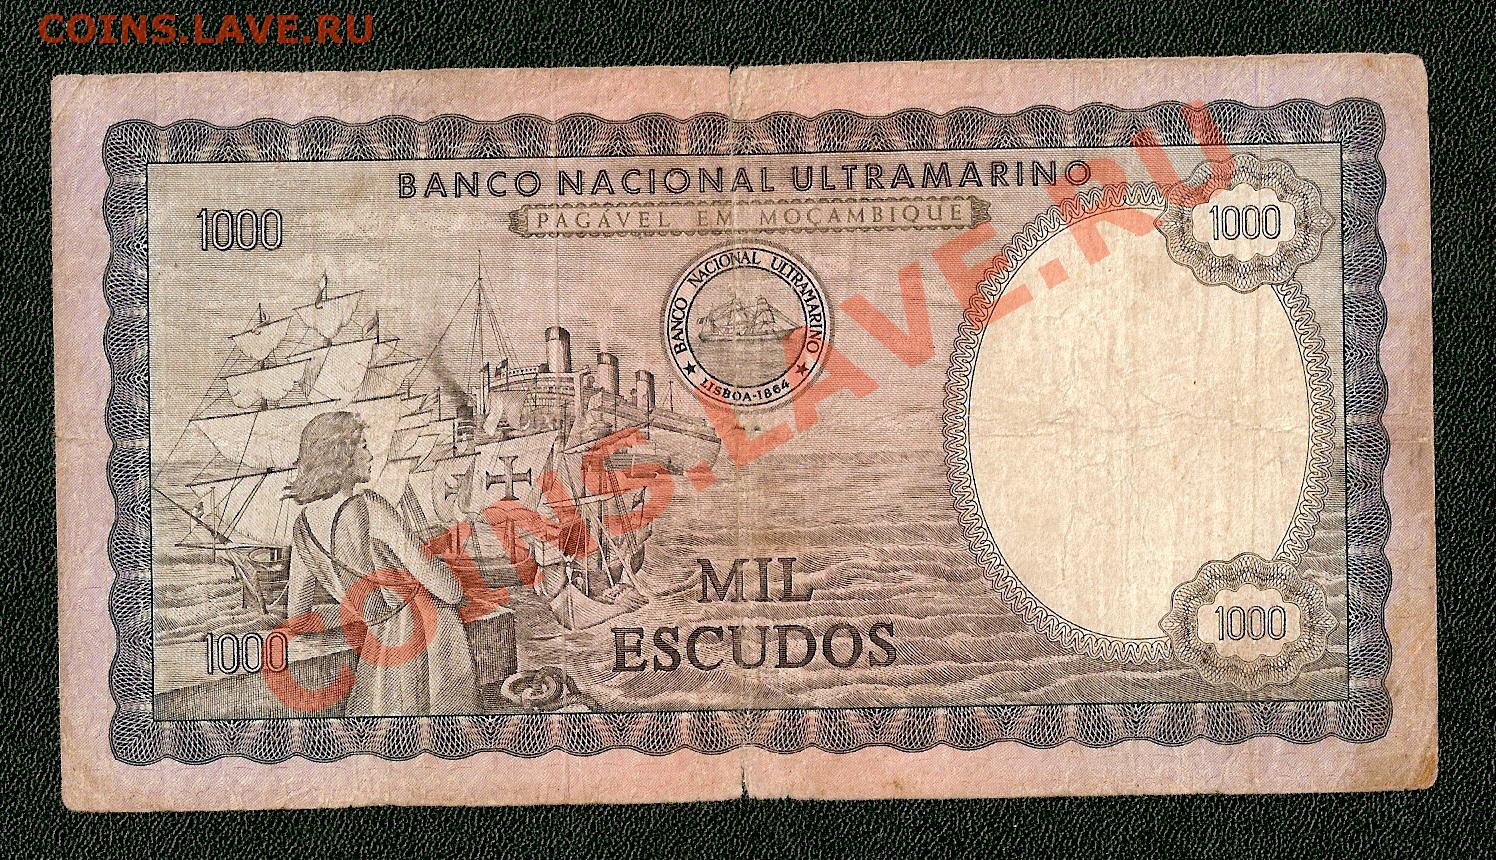 COINS.LAVE.RU
BANCO NACIONAL ULTRAMARINO
PAGÁVEL EM MOÇAMBIQUE
1000
1000
BANCO NACIONAL ULTRAMARINO
LISBOA-1864
COINS.LAVE.RU
MIL
ESCUDOS
1000
1000